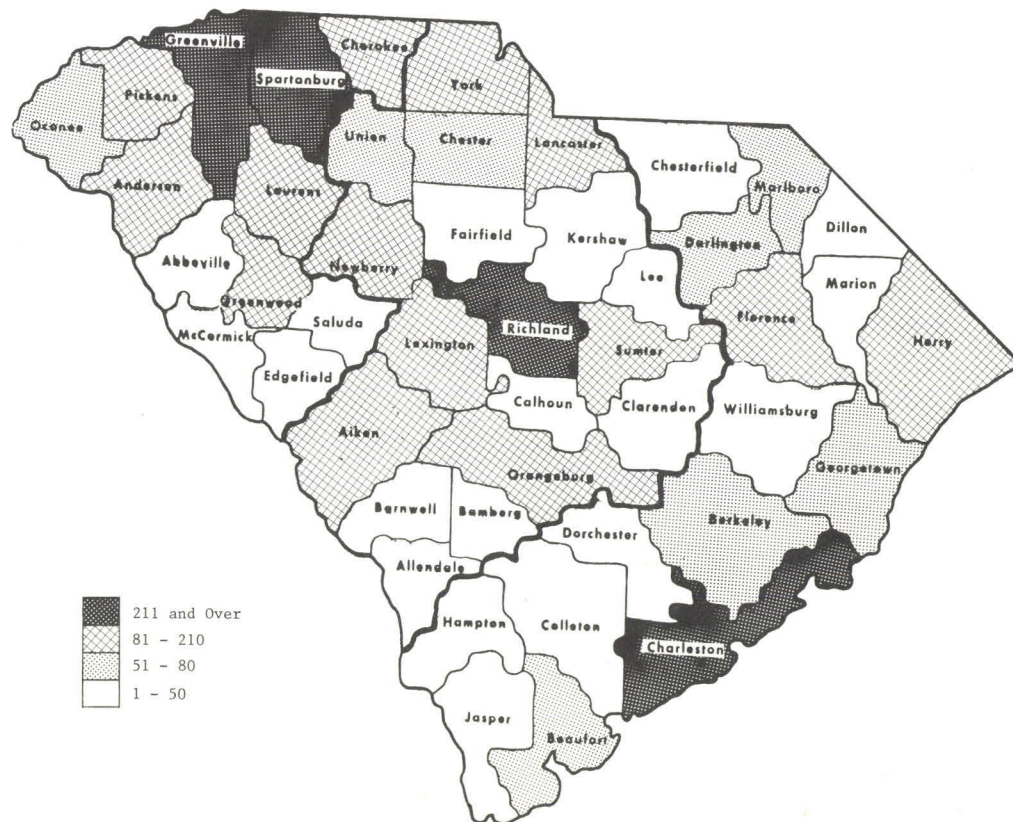 Greenville
Cherokee
Spartanburg
York
Pickens
Oconee
Union
Chester
Lancaster
Chesterfield
Marlboro
Anderson
Laurens
Dillon
Fairfield
Kershaw
Darlington
Abbeville
Newberry
Lee
Marion
Greenwood
Florence
Saluda
Richland
McCormick
Lexington
Sumter
Horry
Edgefield
Calhoun
Clarenden
Williamsburg
Aiken
Orangeburg
Georgetown
Barnwell
Bamberg
Berkeley
Dorchester
Allendale
211 and Over
81 - 210
51 - 80
1 - 50
Hampton
Colleton
Charleston
Jasper
Beaufort